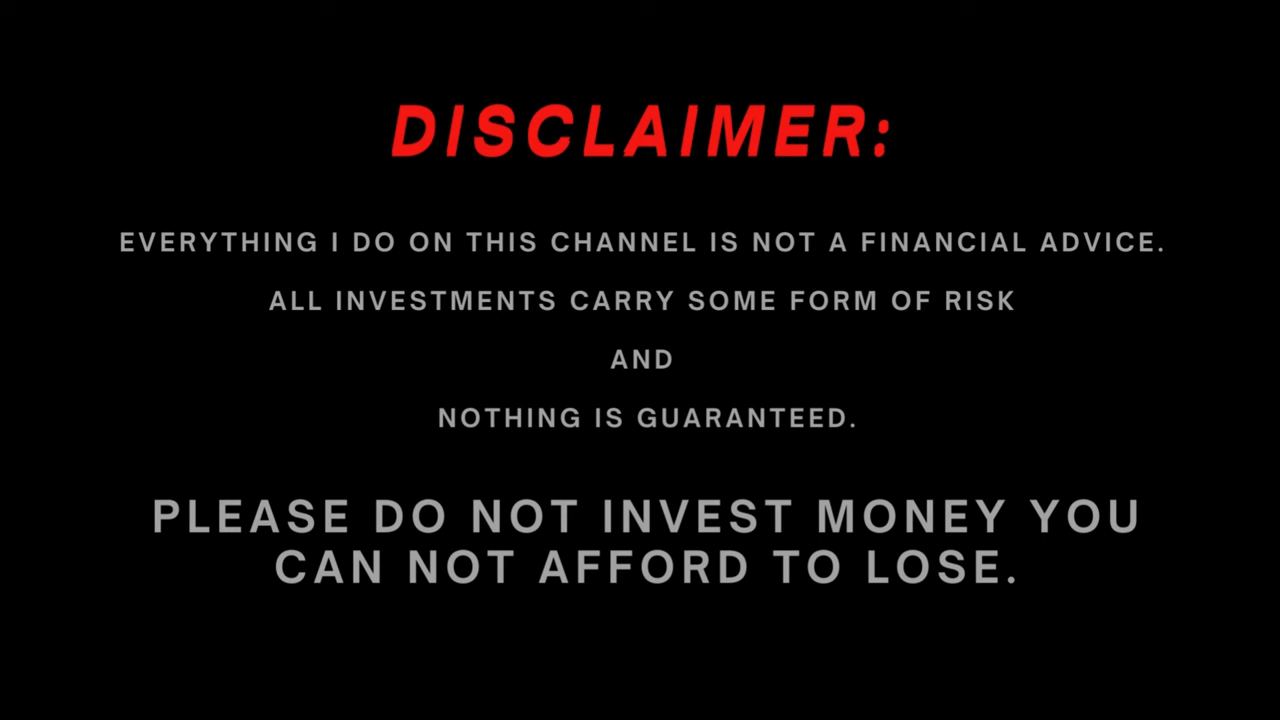 DISCLAIMER:
EVERYTHING I DO ON THIS CHANNEL IS NOT A FINANCIAL ADVICE.
ALL INVESTMENTS CARRY SOME FORM OF RISK
AND
NOTHING IS GUARANTEED.
PLEASE DO NOT INVEST MONEY YOU
CAN NOT AFFORD TO LOSE.